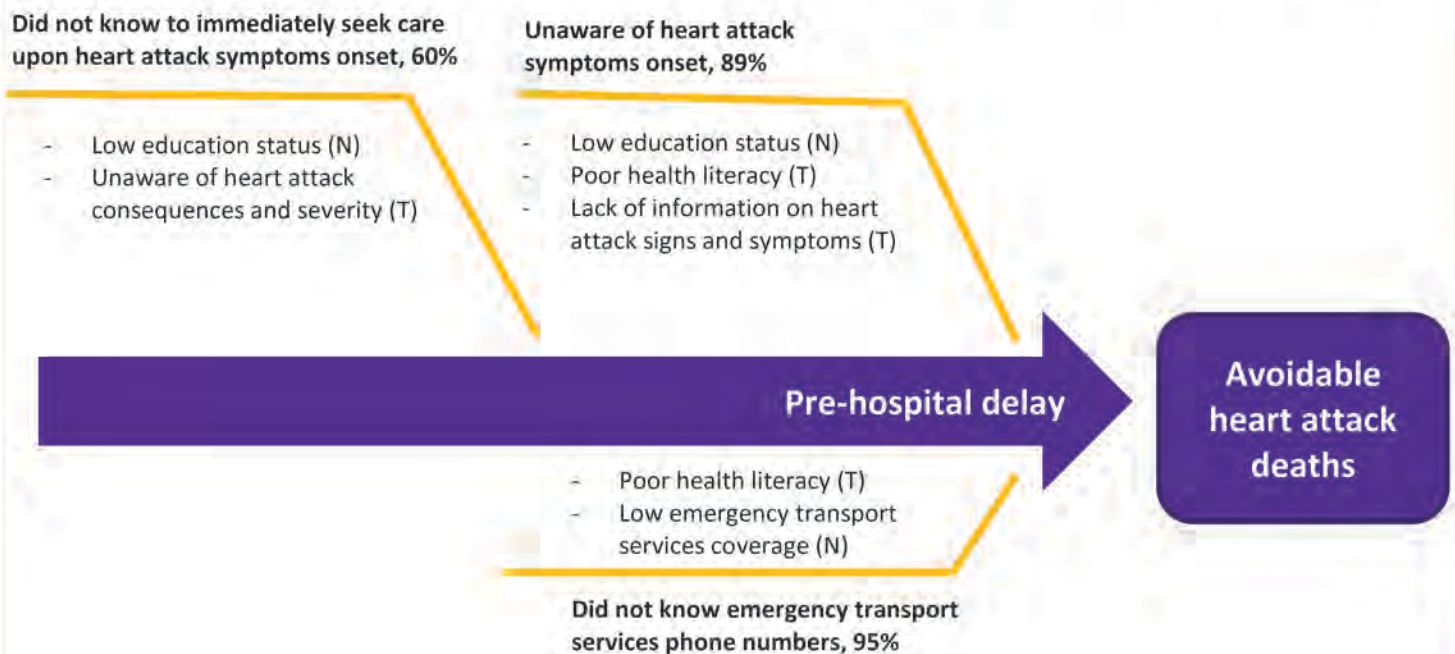 Did not know to immediately seek care
upon heart attack symptoms onset, 60%
- Low education status (N)
- Unaware of heart attack
consequences and severity (T)
Unaware of heart attack
symptoms onset, 89%
- Low education status (N)
- Poor health literacy (T)
- Lack of information on heart
attack signs and symptoms (T)
Pre-hospital delay
Avoidable
heart attack
deaths
- Poor health literacy (T)
- Low emergency transport
services coverage (N)
Did not know emergency transport
services phone numbers, 95%